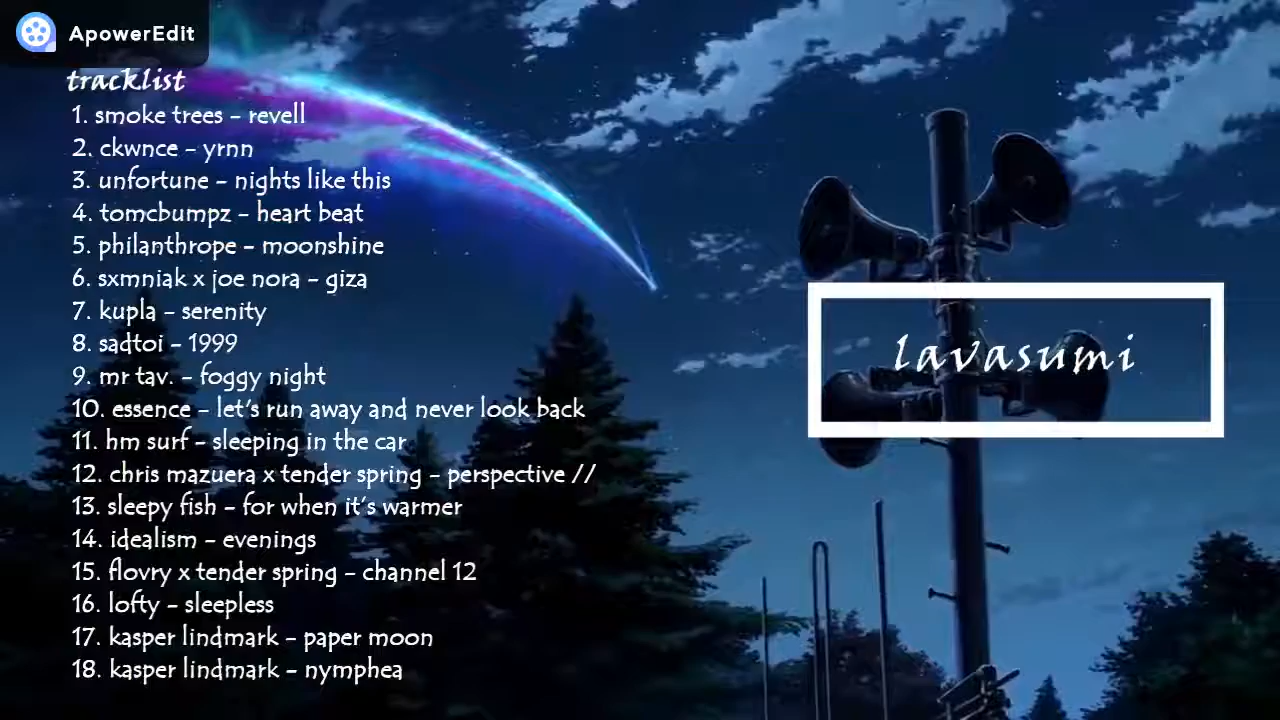 ApowerEdit
tracklist
1. smoke trees - revell
2. ckwnce - yrnn
3. unfortune - nights like this
4. tomcbumpz - heart beat
5. philanthrope - moonshine
6. sxmniak x joe nora - giza
7. kupla - serenity
8. sadtoi - 1999
9. mr tav. - foggy night
10. essence - let's run away and never look back
11. hm surf - sleeping in the car
12. chris mazuera x tender spring - perspective //
13. sleepy fish - for when it's warmer
14. idealism - evenings
15. flovry x tender spring - channel 12
16. lofty - sleepless
17. kasper lindmark - paper moon
18. kasper lindmark - nymphea
lavasumi